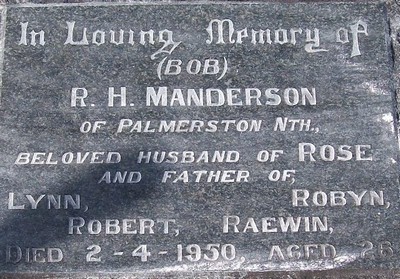 In Loving Memory of
(BOB)
R. H. MANDERSON
OF PALMERSTON NTH.,
BELOVED HUSBAND OF ROSE
AND FATHER OF,
LYNN, ROBYN,
ROBERT, RAEWIN,
DIED 2-4-1950, AGED 28